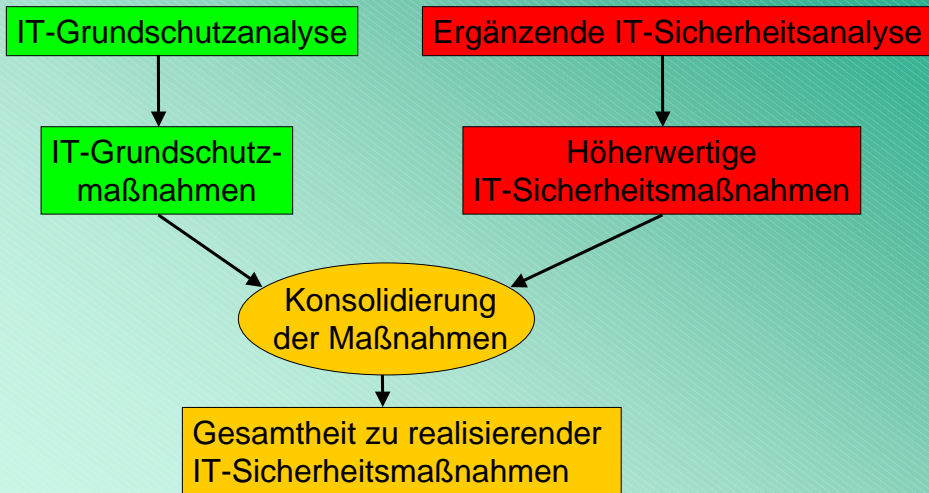 IT-Grundschutzanalyse
Ergänzende IT-Sicherheitsanalyse
IT-Grundschutz-
maßnahmen
Höherwertige
IT-Sicherheitsmaßnahmen
Konsolidierung
der Maßnahmen
Gesamtheit zu realisierender
IT-Sicherheitsmaßnahmen